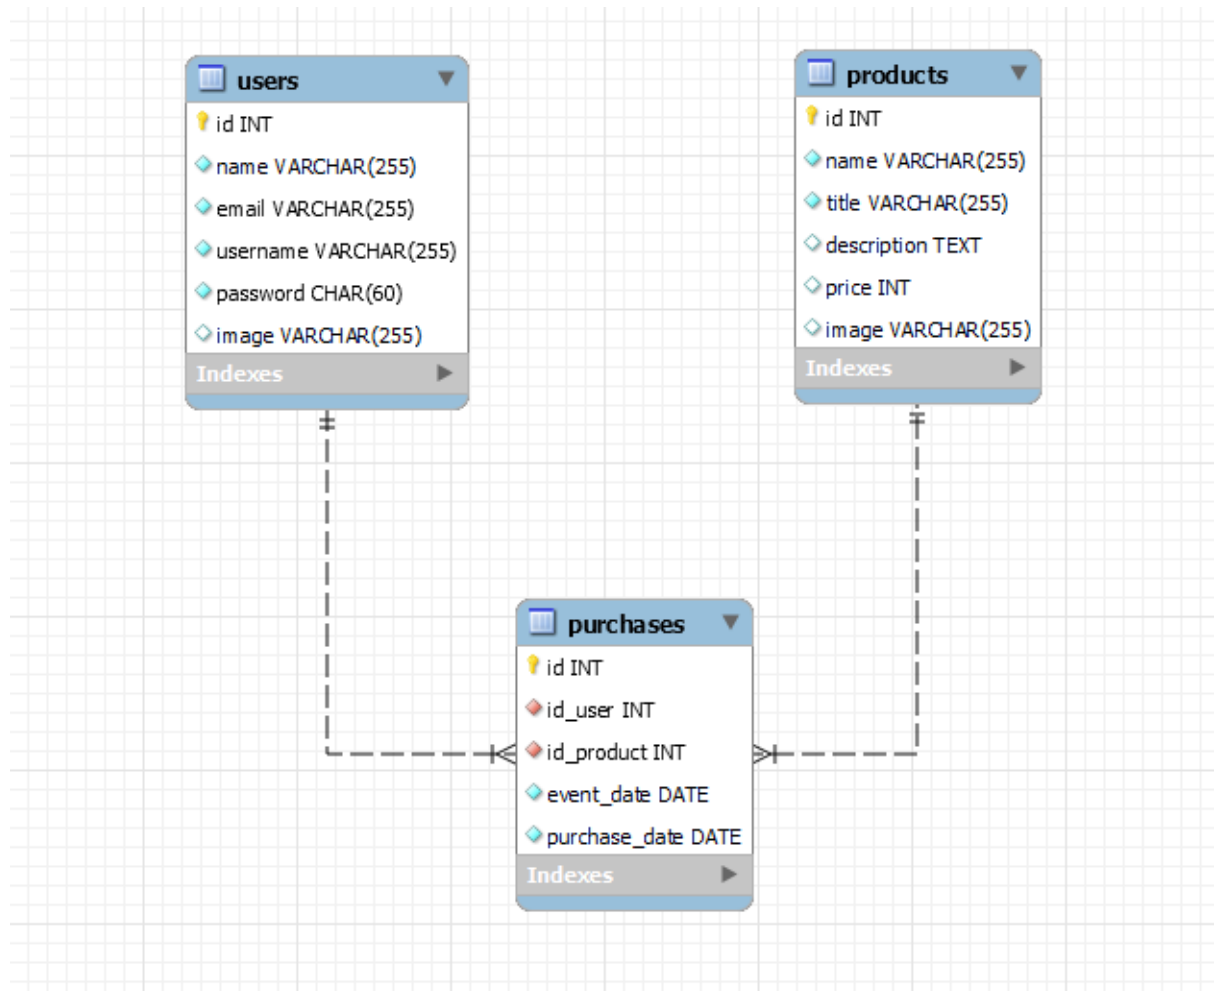 users
id INT
name VARCHAR(255)
email VARCHAR(255)
username VARCHAR(255)
password CHAR(60)
image VARCHAR(255)
Indexes
products
id INT
name VARCHAR(255)
title VARCHAR(255)
description TEXT
price INT
image VARCHAR(255)
Indexes
purchases
id INT
id_user INT
id_product INT
event_date DATE
purchase_date DATE
Indexes